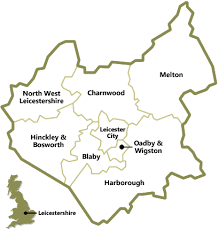 Melton
North West
Leicestershire
Charnwood
Hinckley &
Bosworth
Leicester
City
Oadby &
Wigston
Blaby
Harborough
Leicestershire